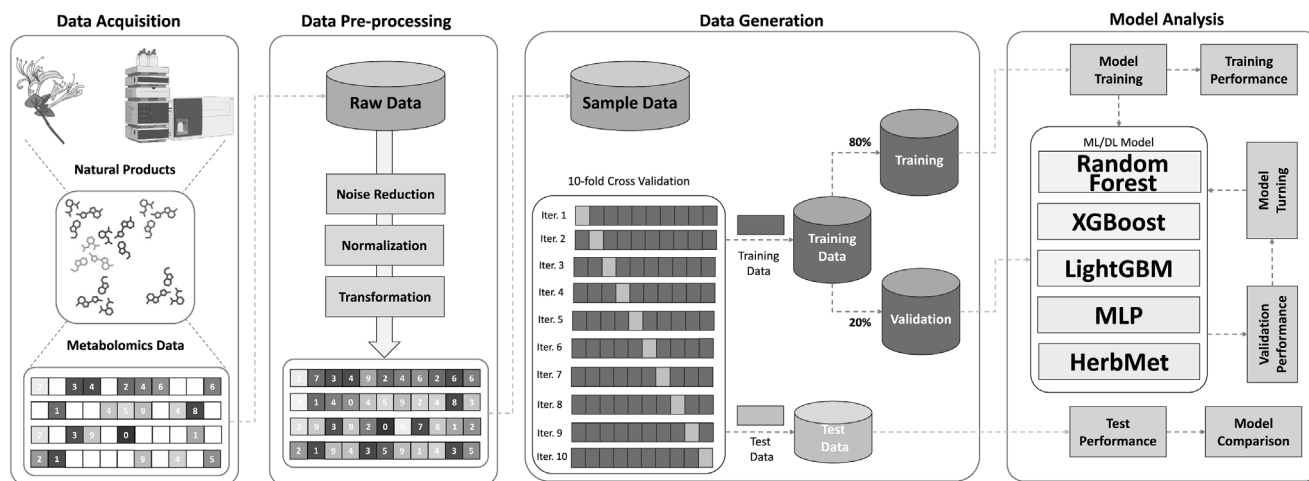 Data Acquisition
Natural Products
Metabolomics Data
2 3 4 2 4 6 6
1 4 5 9 4 8
2 3 9 0 1
2 1 9 4 5
Data Pre-processing
Raw Data
Noise Reduction
Normalization
Transformation
2 7 3 4 9 2 4 6 2 6 6
3 1 4 0 4 5 9 2 4 8 3
2 9 3 9 2 0 0 7 8 1 2
2 1 9 4 3 5 9 1 4 3 5
Data Generation
Sample Data
10-fold Cross Validation
Iter. 1
Iter. 2
Iter. 3
Iter. 4
Iter. 5
Iter. 6
Iter. 7
Iter. 8
Iter. 9
Iter. 10
Training
Data
Test
Data
Training
Data
80%
Training
20%
Validation
Test
Data
Model Analysis
Model
Training
Training
Performance
ML/DL Model
Random
Forest
XGBoost
LightGBM
MLP
HerbMet
Model
Turning
Validation
Performance
Test
Performance
Model
Comparison